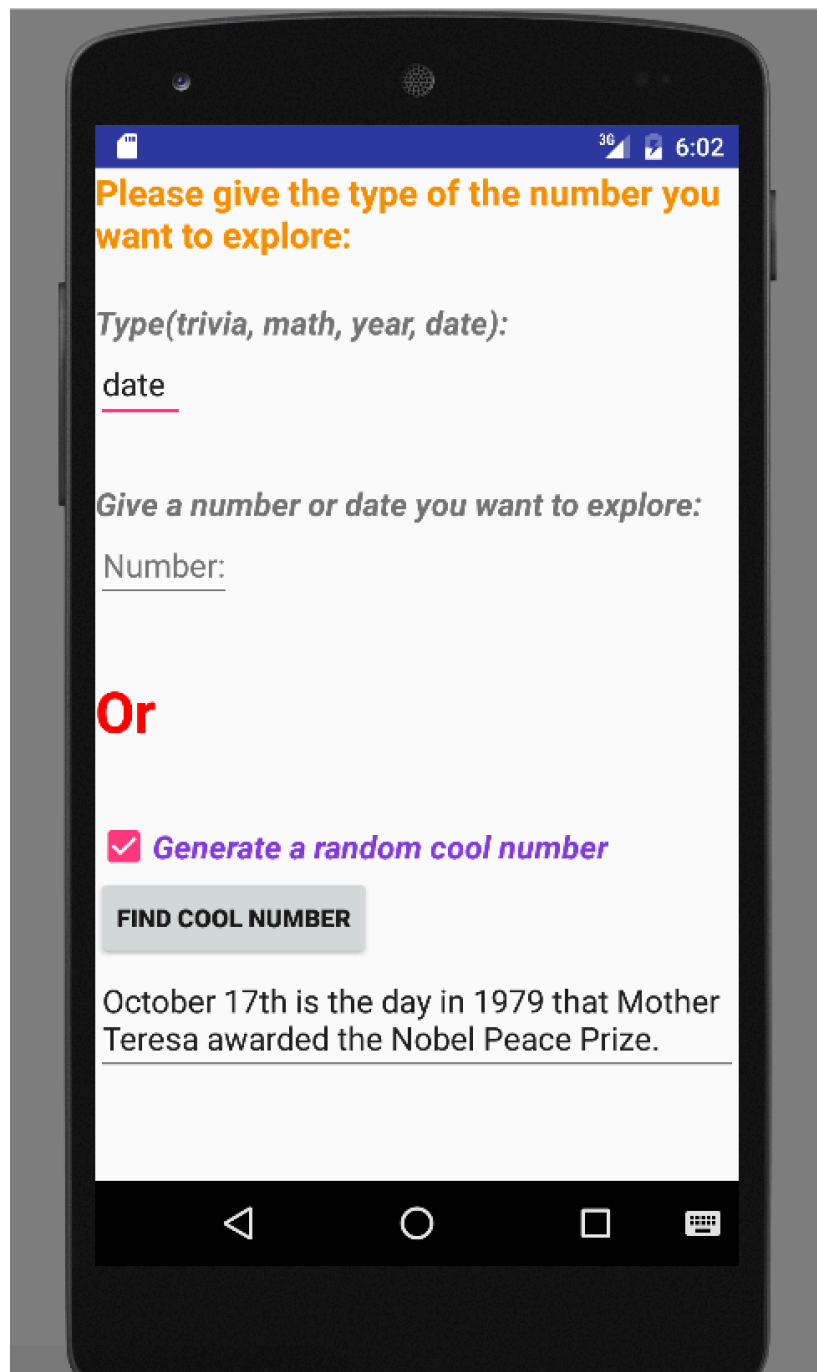 3G 6:02
Please give the type of the number you
want to explore:
Type(trivia, math, year, date):
date
Give a number or date you want to explore:
Number:
Or
Generate a random cool number
FIND COOL NUMBER
October 17th is the day in 1979 that Mother
Teresa awarded the Nobel Peace Prize.